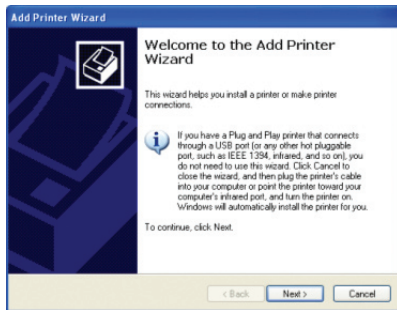 Add Printer Wizard
Welcome to the Add Printer
Wizard
This wizard helps you install a printer or make printer
connections.
If you have a Plug and Play printer that connects
through a USB port (or any other hot pluggable
port, such as IEEE 1394, infrared, and so on), you
do not need to use this wizard. Click Cancel to
close the wizard, and then plug the printer's cable
into your computer or point the printer toward your
computer's infrared port, and turn the printer on.
Windows will automatically install the printer for you.
To continue, click Next.
< Back Next > Cancel